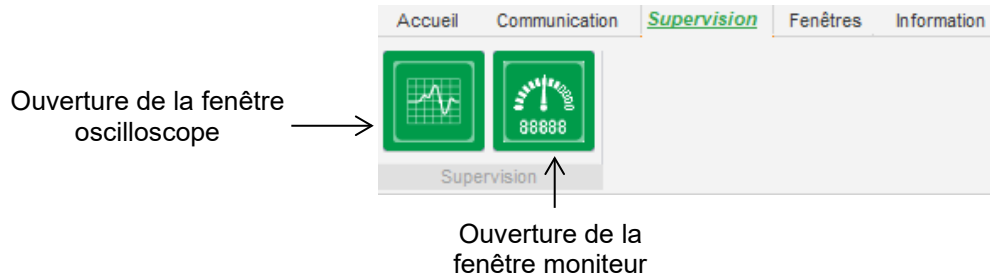 Accueil Communication Supervision Fenêtres Information
Ouverture de la fenêtre
oscilloscope
88888
Supervision
Ouverture de la
fenêtre moniteur